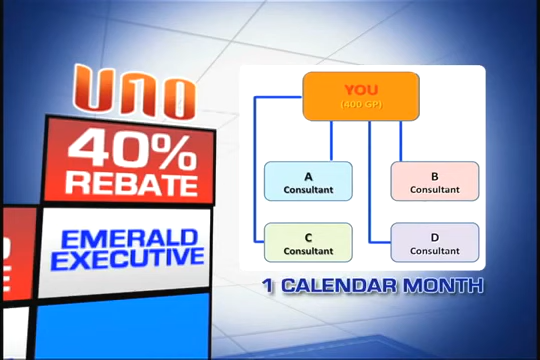 UNO
40%
REBATE
EMERALD
EXECUTIVE
YOU
(400 GP)
A
Consultant
B
Consultant
C
Consultant
D
Consultant
1 CALENDAR MONTH